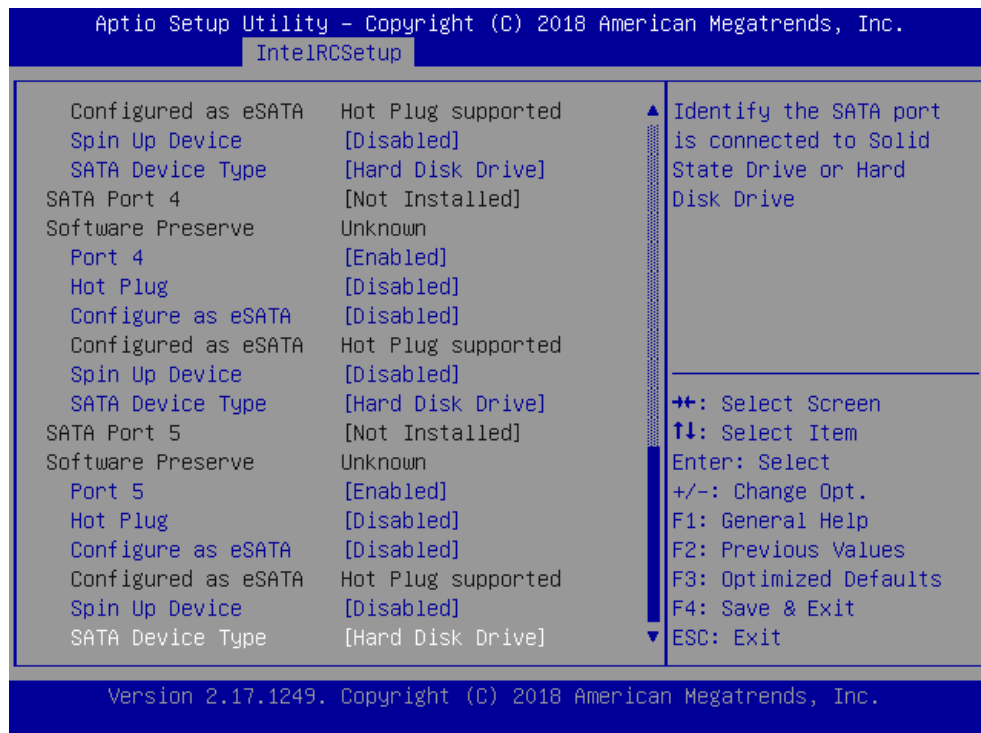 Aptio Setup Utility – Copyright (C) 2018 American Megatrends, Inc.
IntelRCSetup
Configured as eSATA Hot Plug supported
Spin Up Device [Disabled]
SATA Device Type [Hard Disk Drive]
SATA Port 4 [Not Installed]
Software Preserve Unknown
Port 4 [Enabled]
Hot Plug [Disabled]
Configure as eSATA [Disabled]
Configured as eSATA Hot Plug supported
Spin Up Device [Disabled]
SATA Device Type [Hard Disk Drive]
SATA Port 5 [Not Installed]
Software Preserve Unknown
Port 5 [Enabled]
Hot Plug [Disabled]
Configure as eSATA [Disabled]
Configured as eSATA Hot Plug supported
Spin Up Device [Disabled]
SATA Device Type [Hard Disk Drive]
Identify the SATA port
is connected to Solid
State Drive or Hard
Disk Drive
→←: Select Screen
↑↓: Select Item
Enter: Select
+/-: Change Opt.
F1: General Help
F2: Previous Values
F3: Optimized Defaults
F4: Save & Exit
ESC: Exit
Version 2.17.1249. Copyright (C) 2018 American Megatrends, Inc.